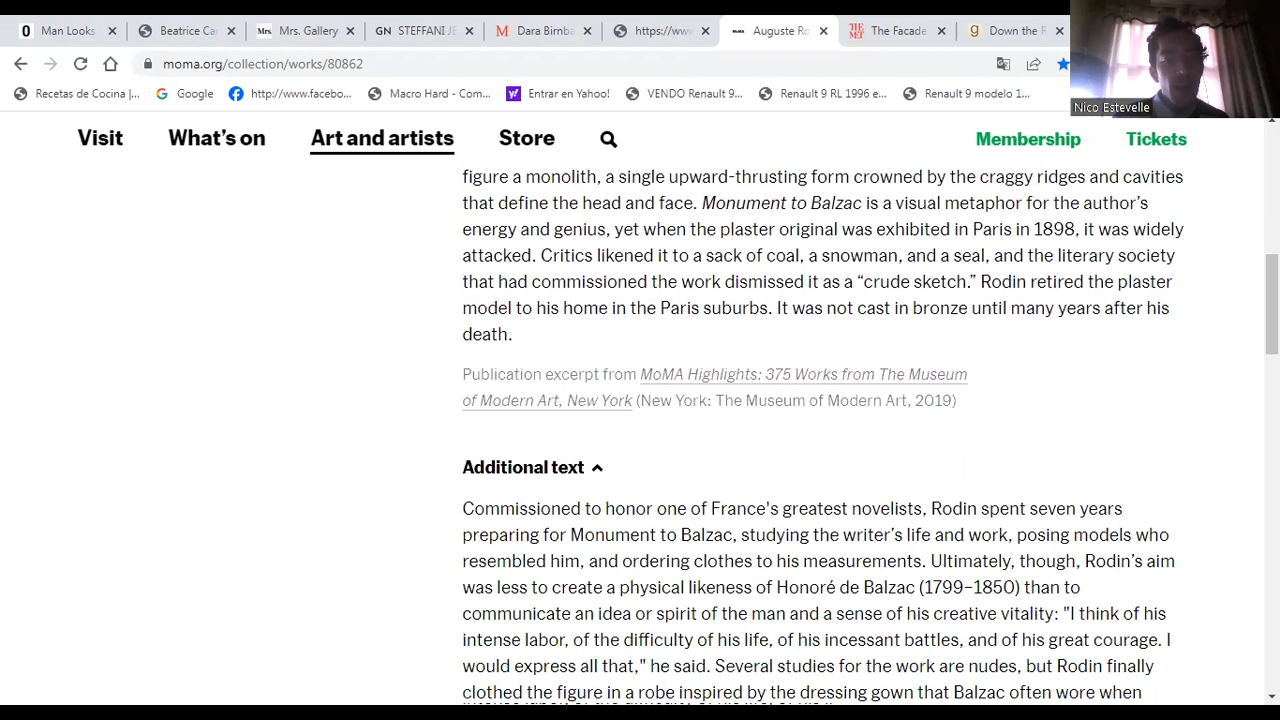 Man Looks
Beatrice Ca
Mrs. Mrs. Gallery
GN STEFFANI JE
Dara Birnba
https://www
MoMA Auguste Ro
THE MET The Facade
Down the R
moma.org/collection/works/80862
Recetas de Cocina |...
Google
http://www.facebo...
Macro Hard - Com...
Entrar en Yahoo!
VENDO Renault 9...
Renault 9 RL 1996 e...
Renault 9 modelo 1...
Nico Estevelle
Visit
What's on
Art and artists
Store
Membership
Tickets
figure a monolith, a single upward-thrusting form crowned by the craggy ridges and cavities
that define the head and face. Monument to Balzac is a visual metaphor for the author's
energy and genius, yet when the plaster original was exhibited in Paris in 1898, it was widely
attacked. Critics likened it to a sack of coal, a snowman, and a seal, and the literary society
that had commissioned the work dismissed it as a “crude sketch.” Rodin retired the plaster
model to his home in the Paris suburbs. It was not cast in bronze until many years after his
death.
Publication excerpt from MoMA Highlights: 375 Works from The Museum
of Modern Art, New York (New York: The Museum of Modern Art, 2019)
Additional text
Commissioned to honor one of France's greatest novelists, Rodin spent seven years
preparing for Monument to Balzac, studying the writer's life and work, posing models who
resembled him, and ordering clothes to his measurements. Ultimately, though, Rodin's aim
was less to create a physical likeness of Honoré de Balzac (1799–1850) than to
communicate an idea or spirit of the man and a sense of his creative vitality: "I think of his
intense labor, of the difficulty of his life, of his incessant battles, and of his great courage. I
would express all that," he said. Several studies for the work are nudes, but Rodin finally
clothed the figure in a robe inspired by the dressing gown that Balzac often wore when